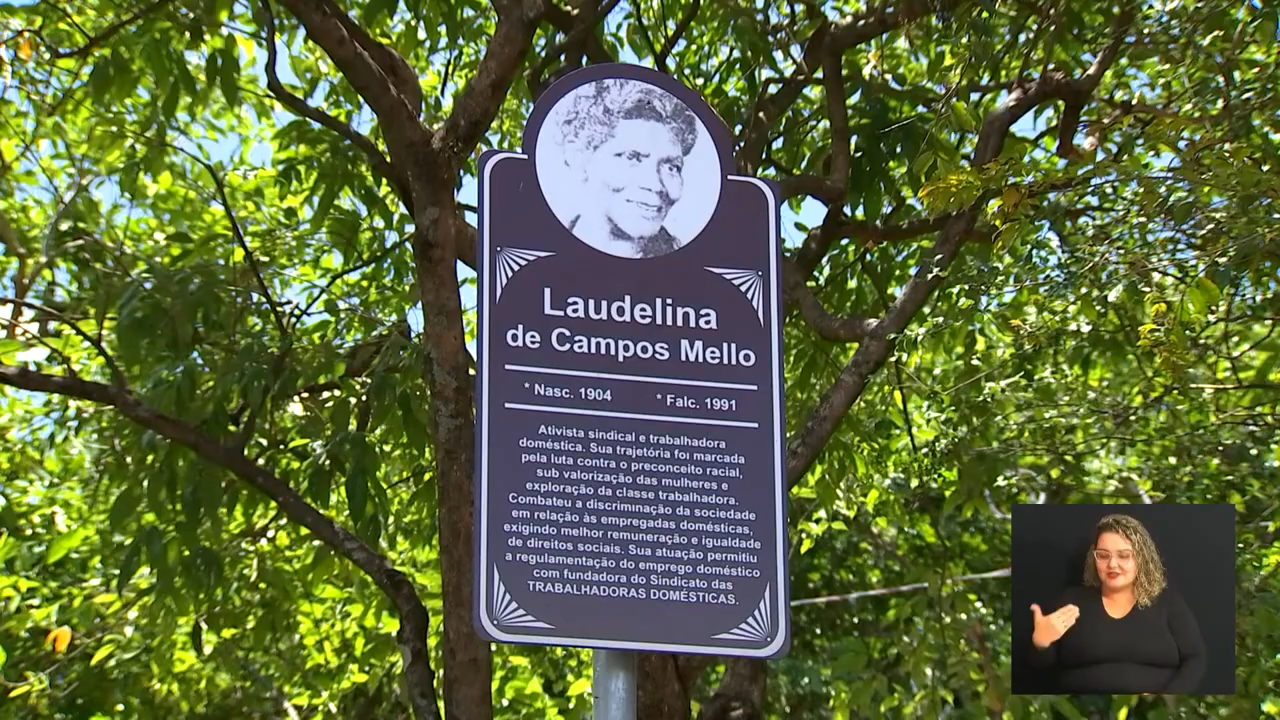 Laudelina
de Campos Mello
* Nasc. 1904 * Falc. 1991
Ativista sindical e trabalhadora
doméstica. Sua trajetória foi marcada
pela luta contra o preconceito racial,
sub valorização das mulheres e
exploração da classe trabalhadora.
Combateu a discriminação da sociedade
em relação às empregadas domésticas,
exigindo melhor remuneração e igualdade
de direitos sociais. Sua atuação permitiu
a regulamentação do emprego doméstico
com fundadora do Sindicato das
TRABALHADORAS DOMÉSTICAS.